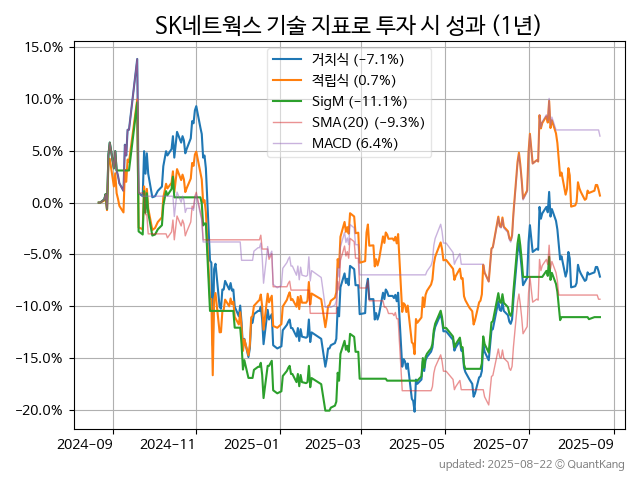 SK네트웍스 기술 지표로 투자 시 성과 (1년)
15.0%
10.0%
5.0%
0.0%
−5.0%
−10.0%
−15.0%
−20.0%
거치식 (−7.1%)
적립식 (0.7%)
SigM (−11.1%)
SMA(20) (−9.3%)
MACD (6.4%)
2024-09 2024-11 2025-01 2025-03 2025-05 2025-07 2025-09
updated: 2025-08-22 © QuantKang